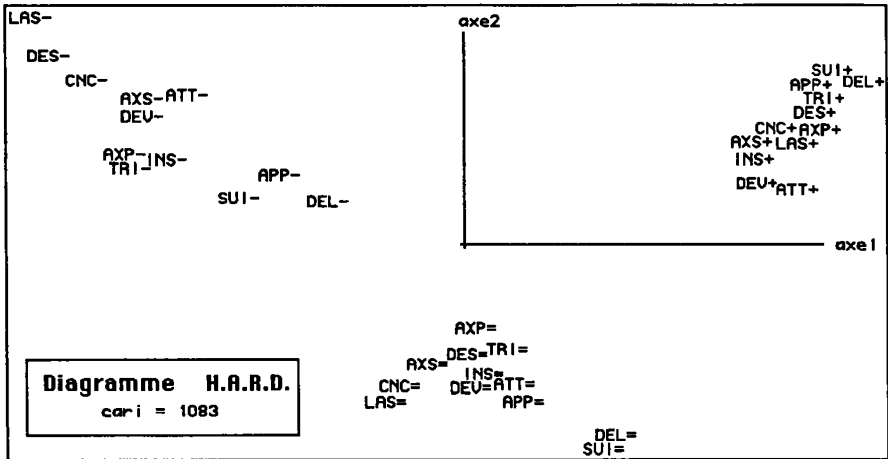 LAS-
axe2
DES-
SUI+
CNC-
APP+ DEL+
AXS- ATT-
TRI+
DEV-
DES+
CNC+ AXP+
AXS+ LAS+
AXP- INS-
INS+
TRI-
APP-
DEV+ ATT+
SUI- DEL-
axe1
AXP=
DES= TRI=
AXS=
INS=
CNC= DEV= ATT=
LAS= APP=
Diagramme H.A.R.D.
cari = 1083
DEL=
SUI=